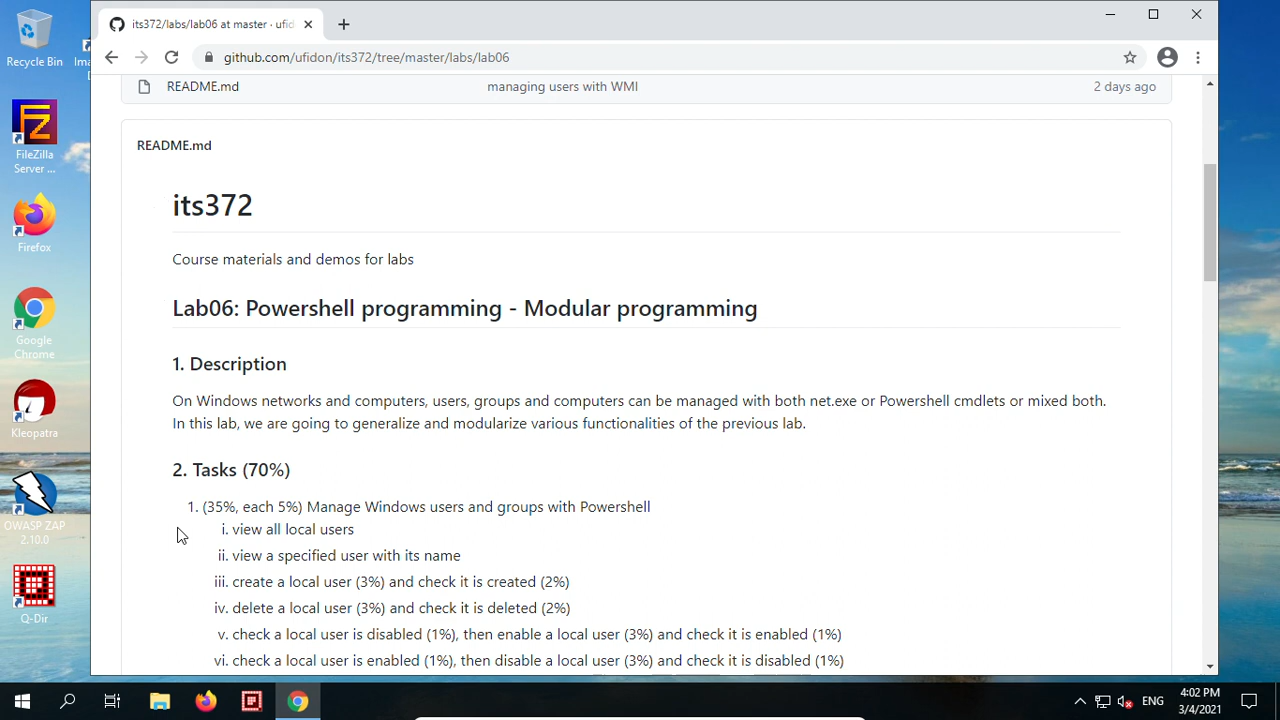 Recycle Bin
Ima
FileZilla
Server ...
Firefox
Google
Chrome
Kleopatra
OWASP ZAP
2.10.0
Q-Dir
its372/labs/lab06 at master · ufid
github.com/ufidon/its372/tree/master/labs/lab06
README.md managing users with WMI 2 days ago
README.md
its372
Course materials and demos for labs
Lab06: Powershell programming - Modular programming
1. Description
On Windows networks and computers, users, groups and computers can be managed with both net.exe or Powershell cmdlets or mixed both.
In this lab, we are going to generalize and modularize various functionalities of the previous lab.
2. Tasks (70%)
1. (35%, each 5%) Manage Windows users and groups with Powershell
i. view all local users
ii. view a specified user with its name
iii. create a local user (3%) and check it is created (2%)
iv. delete a local user (3%) and check it is deleted (2%)
v. check a local user is disabled (1%), then enable a local user (3%) and check it is enabled (1%)
vi. check a local user is enabled (1%), then disable a local user (3%) and check it is disabled (1%)
ENG
4:02 PM
3/4/2021